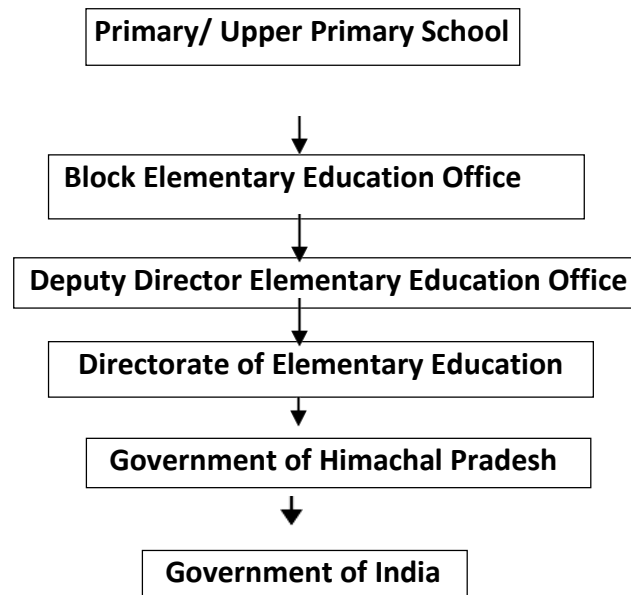 Primary/ Upper Primary School
Block Elementary Education Office
Deputy Director Elementary Education Office
Directorate of Elementary Education
Government of Himachal Pradesh
Government of India